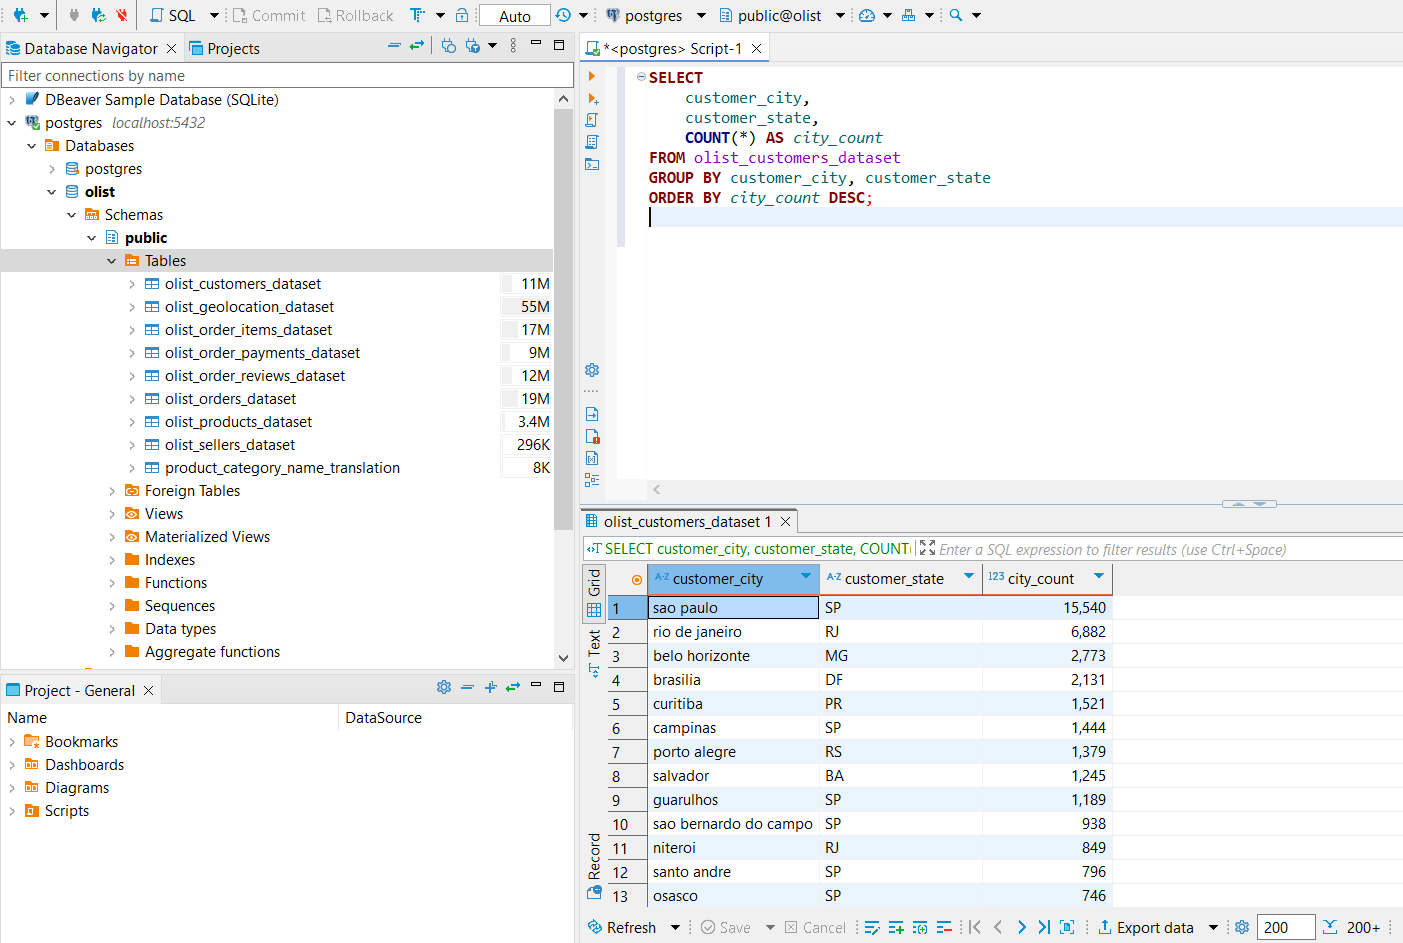 SQL Commit Rollback Auto postgres public@olist
Database Navigator Projects
Filter connections by name
DBeaver Sample Database (SQLite)
postgres localhost:5432
Databases
postgres
olist
Schemas
public
Tables
olist_customers_dataset 11M
olist_geolocation_dataset 55M
olist_order_items_dataset 17M
olist_order_payments_dataset 9M
olist_order_reviews_dataset 12M
olist_orders_dataset 19M
olist_products_dataset 3.4M
olist_sellers_dataset 296K
product_category_name_translation 8K
Foreign Tables
Views
Materialized Views
Indexes
Functions
Sequences
Data types
Aggregate functions
Project - General
Name DataSource
Bookmarks
Dashboards
Diagrams
Scripts
*<postgres> Script-1
SELECT
customer_city,
customer_state,
COUNT(*) AS city_count
FROM olist_customers_dataset
GROUP BY customer_city, customer_state
ORDER BY city_count DESC;
olist_customers_dataset 1
SELECT customer_city, customer_state, COUNT( Enter a SQL expression to filter results (use Ctrl+Space)
Grid
Text
Record
A-Z customer_city A-Z customer_state 123 city_count
1 sao paulo SP 15,540
2 rio de janeiro RJ 6,882
3 belo horizonte MG 2,773
4 brasilia DF 2,131
5 curitiba PR 1,521
6 campinas SP 1,444
7 porto alegre RS 1,379
8 salvador BA 1,245
9 guarulhos SP 1,189
10 sao bernardo do campo SP 938
11 niteroi RJ 849
12 santo andre SP 796
13 osasco SP 746
Refresh Save Cancel Export data 200 200+